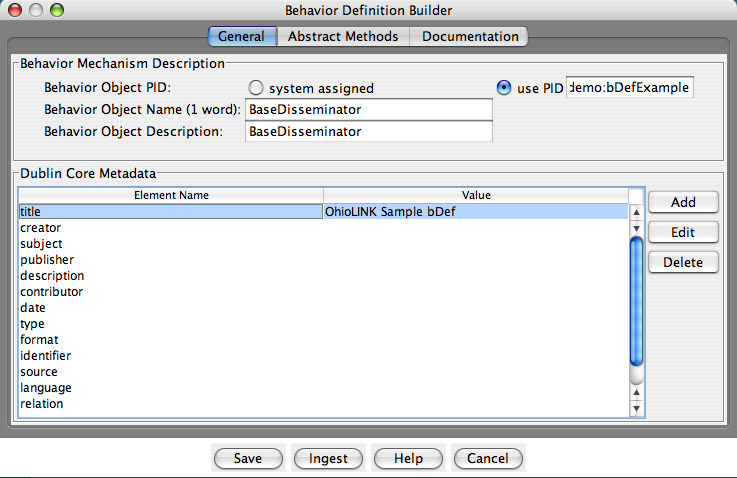 Behavior Definition Builder
General Abstract Methods Documentation
Behavior Mechanism Description
Behavior Object PID: system assigned use PID demo:bDefExample
Behavior Object Name (1 word): BaseDisseminator
Behavior Object Description: BaseDisseminator
Dublin Core Metadata
Element Name Value
title OhioLINK Sample bDef
creator
subject
publisher
description
contributor
date
type
format
identifier
source
language
relation
Add
Edit
Delete
Save Ingest Help Cancel